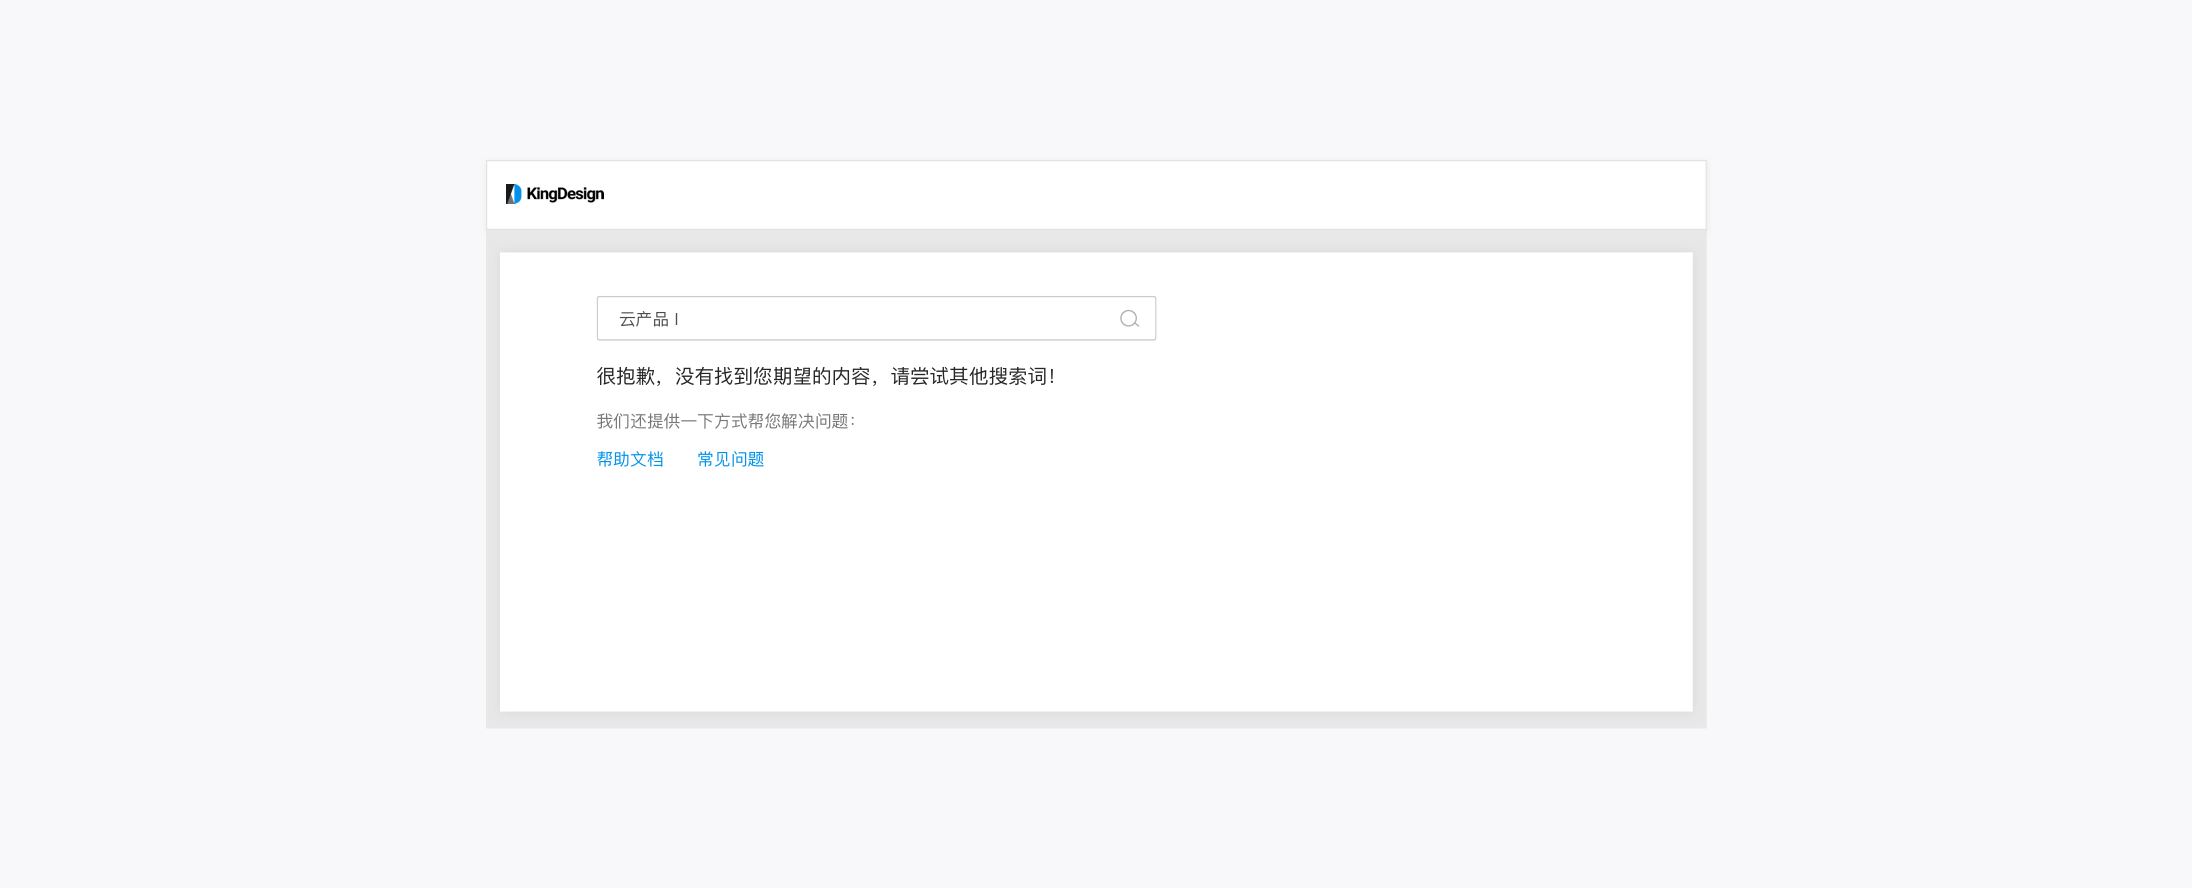 KingDesign
云产品 |
很抱歉，没有找到您期望的内容，请尝试其他搜索词！
我们还提供一下方式帮您解决问题：
帮助文档 常见问题